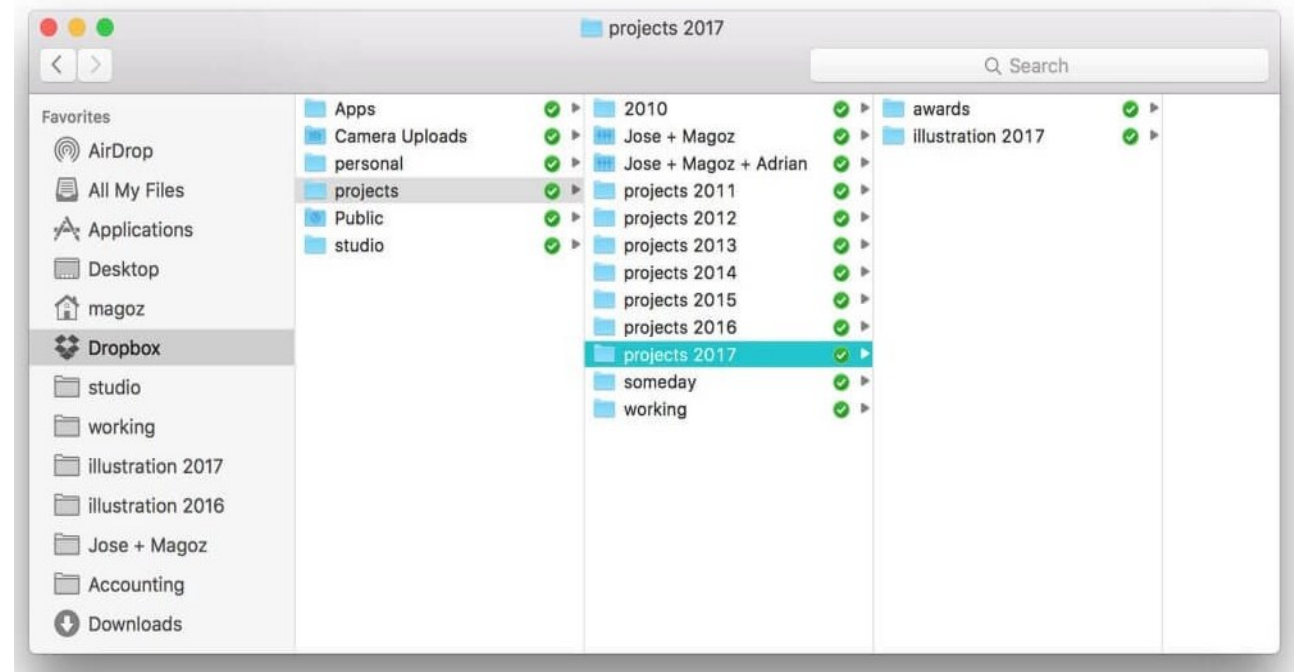 projects 2017
Search
Favorites
AirDrop
All My Files
Applications
Desktop
magoz
Dropbox
studio
working
illustration 2017
illustration 2016
Jose + Magoz
Accounting
Downloads
Apps
Camera Uploads
personal
projects
Public
studio
2010
Jose + Magoz
Jose + Magoz + Adrian
projects 2011
projects 2012
projects 2013
projects 2014
projects 2015
projects 2016
projects 2017
someday
working
awards
illustration 2017